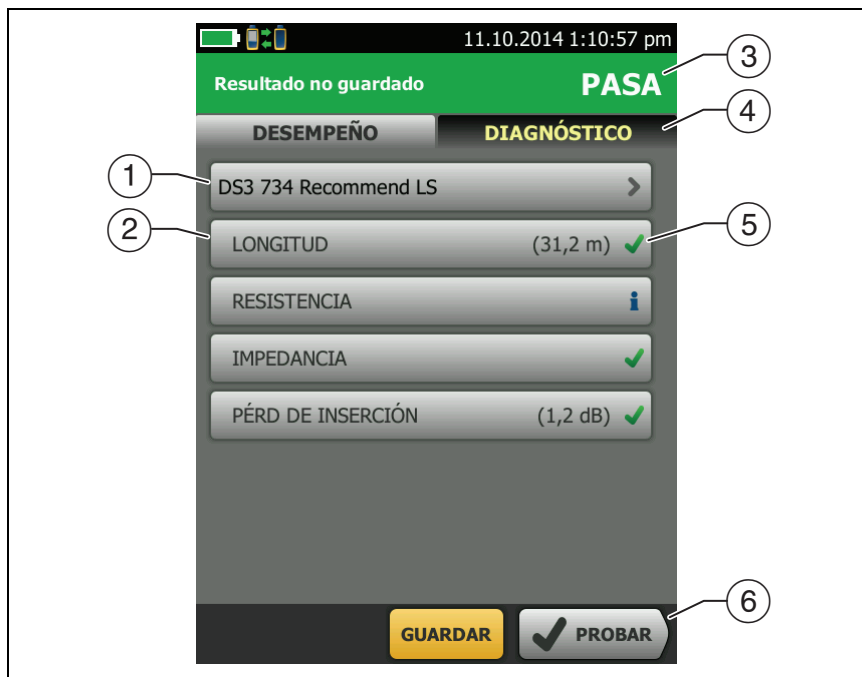 11.10.2014 1:10:57 pm
Resultado no guardado PASA
3
DESEMPEÑO DIAGNÓSTICO
4
1
DS3 734 Recommend LS
2
LONGITUD (31,2 m)
5
RESISTENCIA i
IMPEDANCIA
PÉRD DE INSERCIÓN (1,2 dB)
GUARDAR PROBAR
6